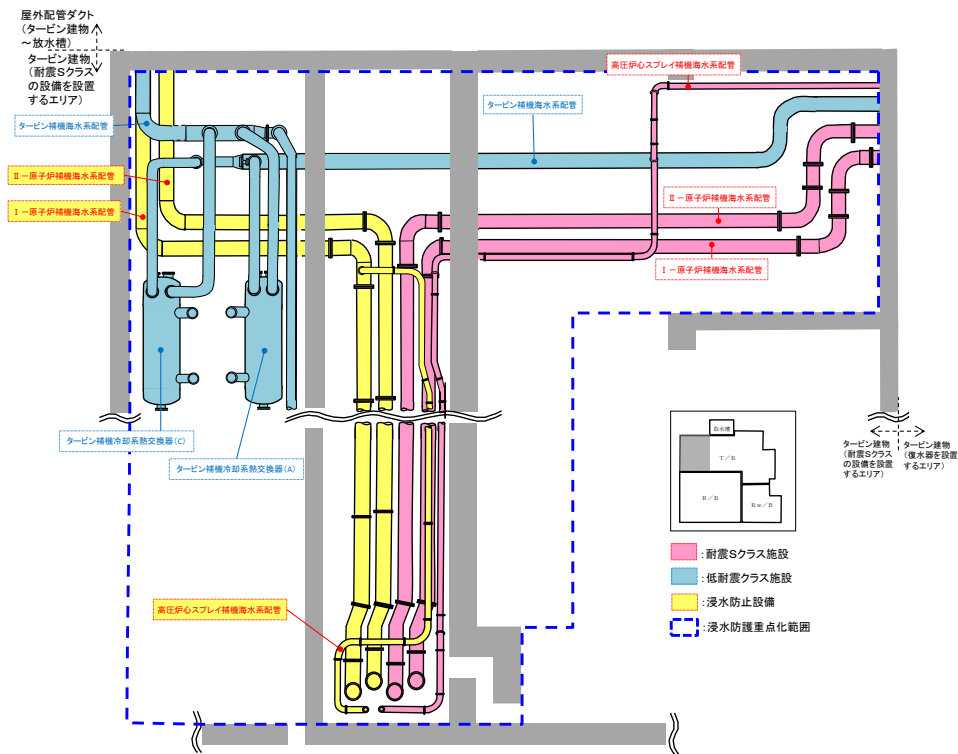 屋外配管ダクト
(タービン建物
～放水槽)
タービン建物
(耐震Sクラス
の設備を設置
するエリア)
高圧炉心スプレイ補機海水系配管
タービン補機海水系配管
タービン補機海水系配管
Ⅱ－原子炉補機海水系配管
Ⅰ－原子炉補機海水系配管
Ⅱ－原子炉補機海水系配管
Ⅰ－原子炉補機海水系配管
タービン補機冷却系熱交換器(C)
タービン補機冷却系熱交換器(A)
タービン建物
(耐震Sクラス
の設備を設置
するエリア)
タービン建物
(復水器を設置
するエリア)
取水槽
T／B
R／B
Rw／B
:耐震Sクラス施設
:低耐震クラス施設
:浸水防止設備
:浸水防護重点化範囲
高圧炉心スプレイ補機海水系配管